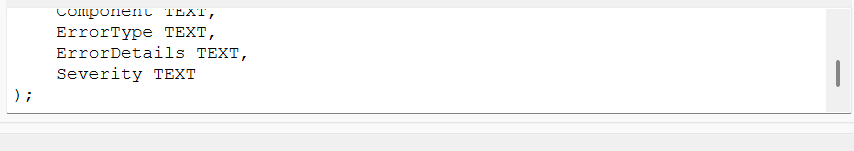 Component TEXT,
ErrorType TEXT,
ErrorDetails TEXT,
Severity TEXT
);